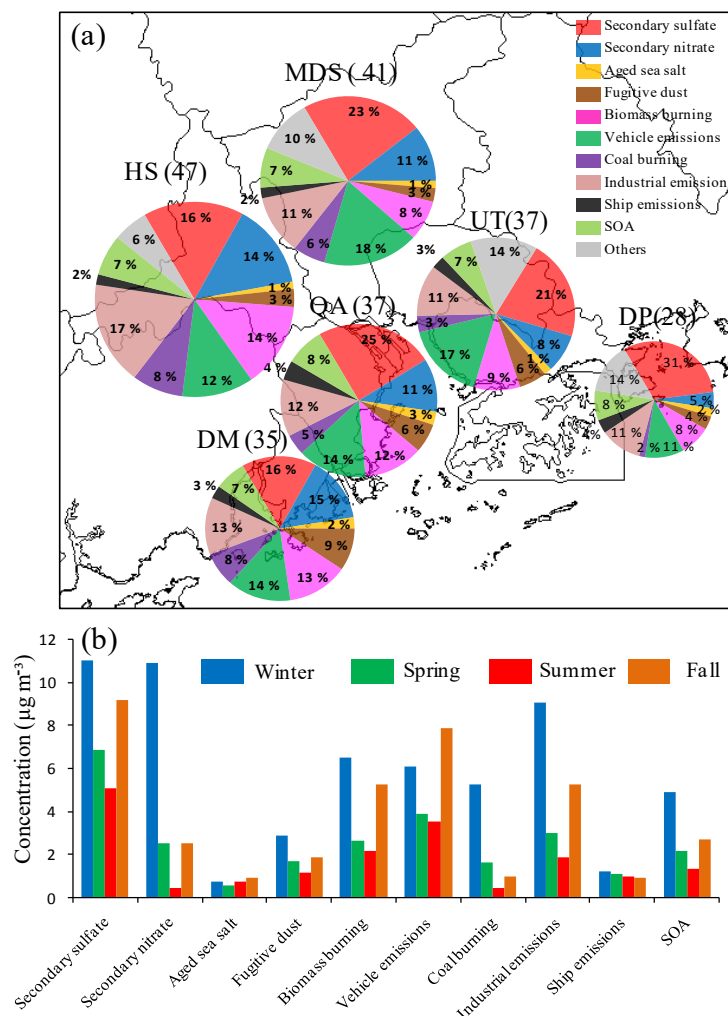 (a)
Secondary sulfate
Secondary nitrate
Aged sea salt
Fugitive dust
Biomass burning
Vehicle emissions
Coal burning
Industrial emission
Ship emissions
SOA
Others
MDS ( 41)
23 %
11 %
1 %
3 %
8 %
18 %
6 %
11 %
2%
7 %
10 %
HS (47)
16 %
14 %
1 %
3 %
14 %
12 %
8 %
17 %
2%
7 %
6 %
UT(37)
14 %
21 %
8 %
1 %
6 %
9 %
17 %
3 %
11 %
3%
7 %
QA (37)
25 %
11 %
3 %
6 %
12 %
14 %
5 %
12 %
4 %
8 %
DP(28)
31 %
5 %
4 %
8 %
11 %
2 %
11 %
4%
8 %
14 %
DM (35)
16 %
15 %
2 %
9 %
13 %
14 %
8 %
13 %
3 %
7 %
(b)
Winter
Spring
Summer
Fall
Concentration ( µg m⁻³)
12
10
8
6
4
2
0
Secondary sulfate
Secondary nitrate
Aged sea salt
Fugitive dust
Biomass burning
Vehicle emissions
Coal burning
Industrial emissions
Ship emissions
SOA